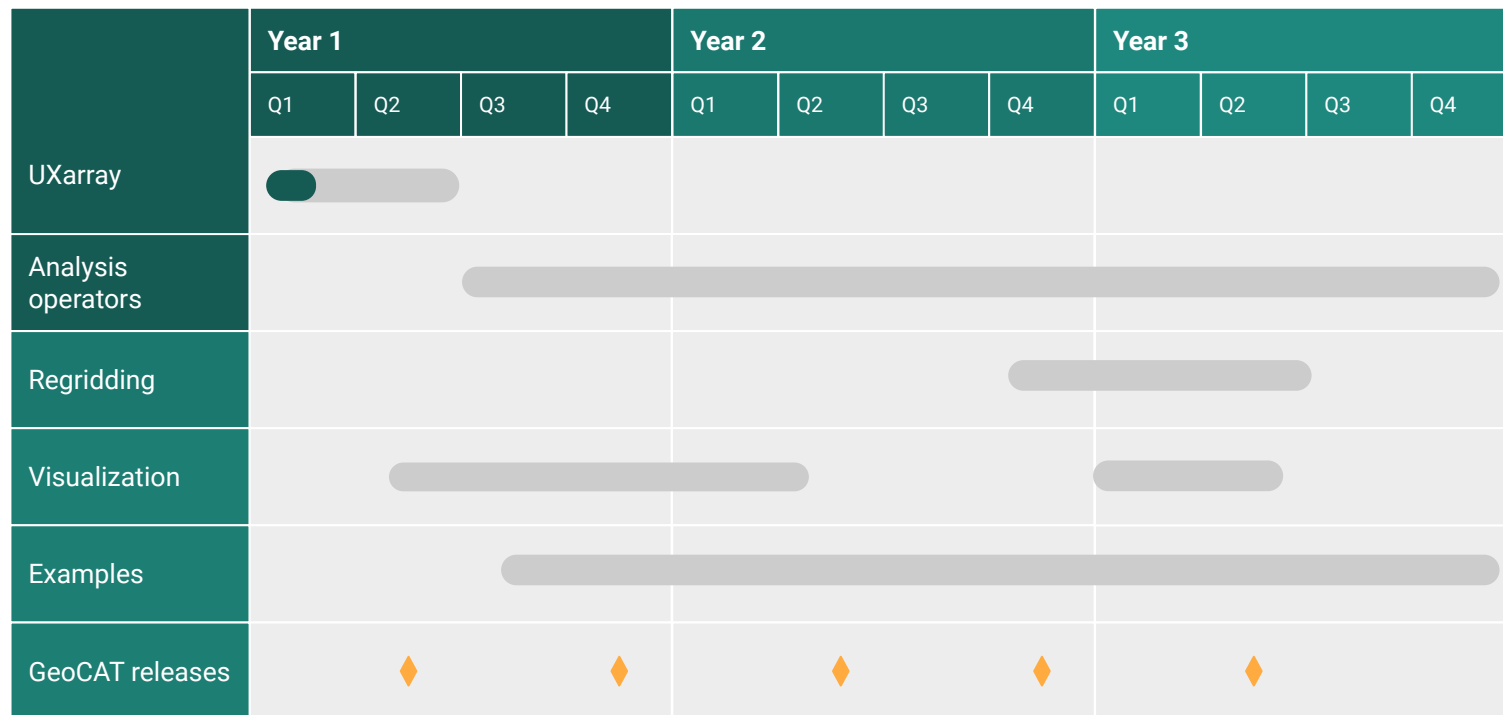 Year 1
Year 2
Year 3
Q1
Q2
Q3
Q4
Q1
Q2
Q3
Q4
Q1
Q2
Q3
Q4
UXarray
Analysis
operators
Regridding
Visualization
Examples
GeoCAT releases